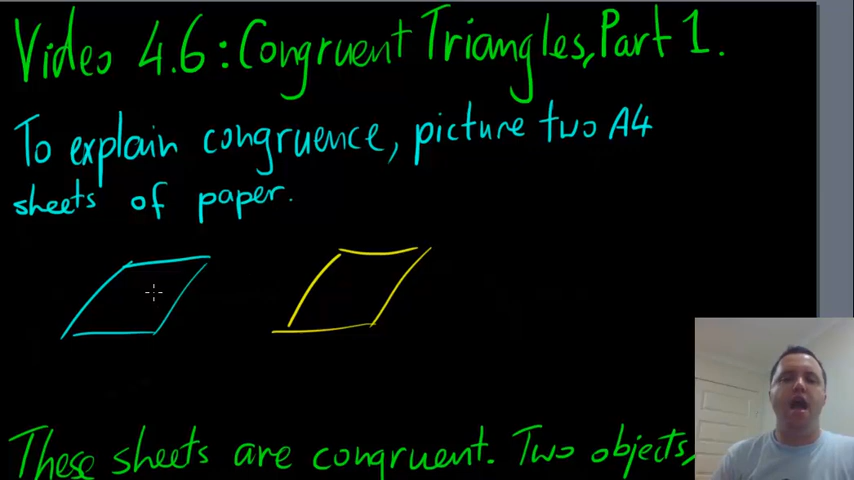 Video 4.6: Congruent Triangles, Part 1.
To explain congruence, picture two A4
sheets of paper.
These sheets are congruent. Two objects,